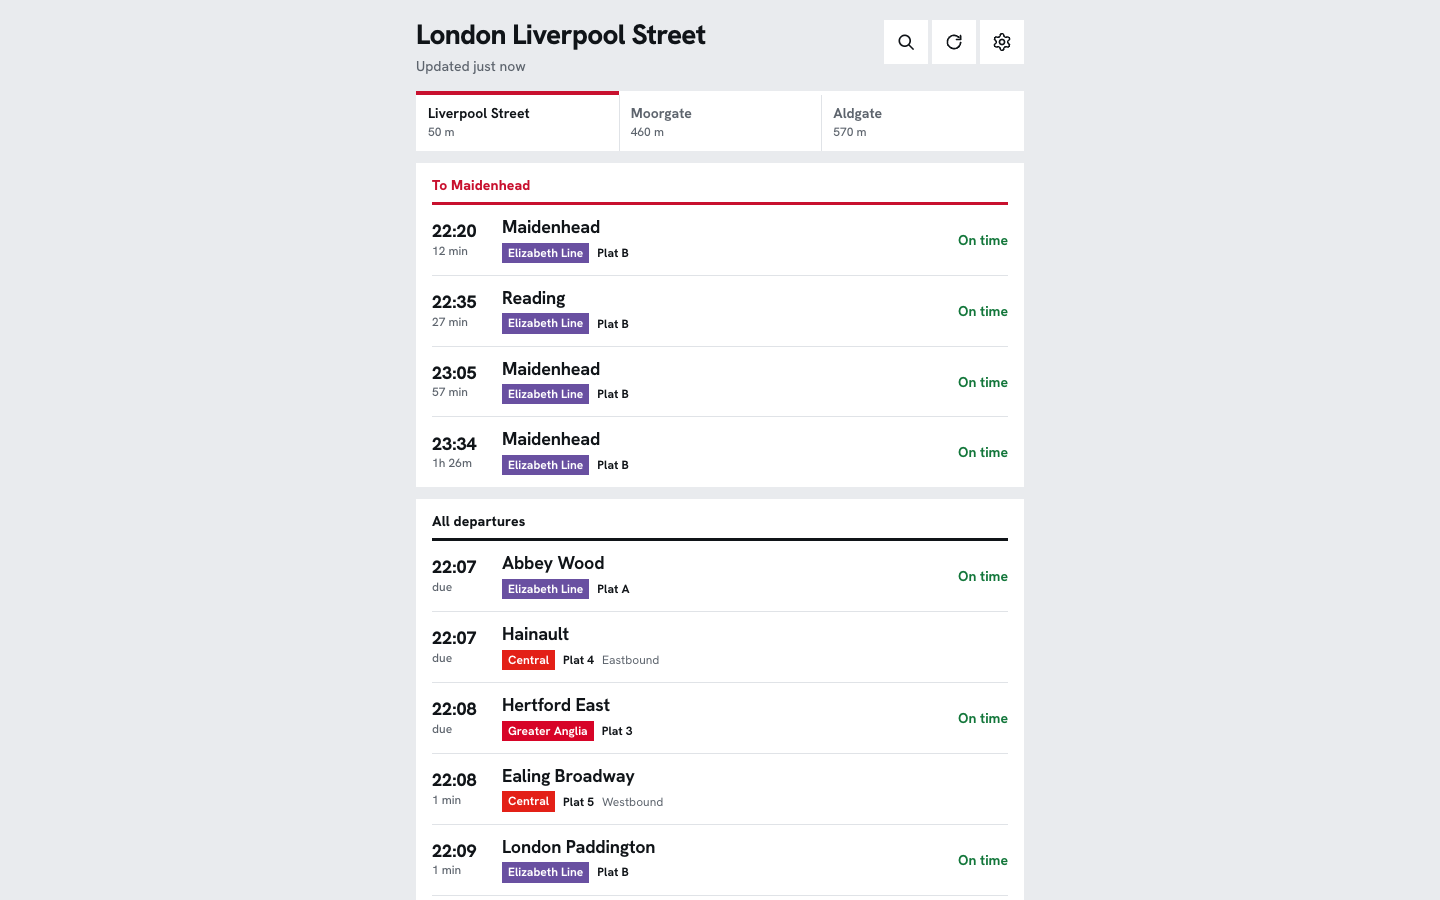 London Liverpool Street
Updated just now
Liverpool Street
50 m
Moorgate
460 m
Aldgate
570 m
To Maidenhead
22:20 Maidenhead
12 min Elizabeth Line Plat B On time
22:35 Reading
27 min Elizabeth Line Plat B On time
23:05 Maidenhead
57 min Elizabeth Line Plat B On time
23:34 Maidenhead
1h 26m Elizabeth Line Plat B On time
All departures
22:07 Abbey Wood
due Elizabeth Line Plat A On time
22:07 Hainault
due Central Plat 4 Eastbound
22:08 Hertford East
due Greater Anglia Plat 3 On time
22:08 Ealing Broadway
1 min Central Plat 5 Westbound
22:09 London Paddington
1 min Elizabeth Line Plat B On time